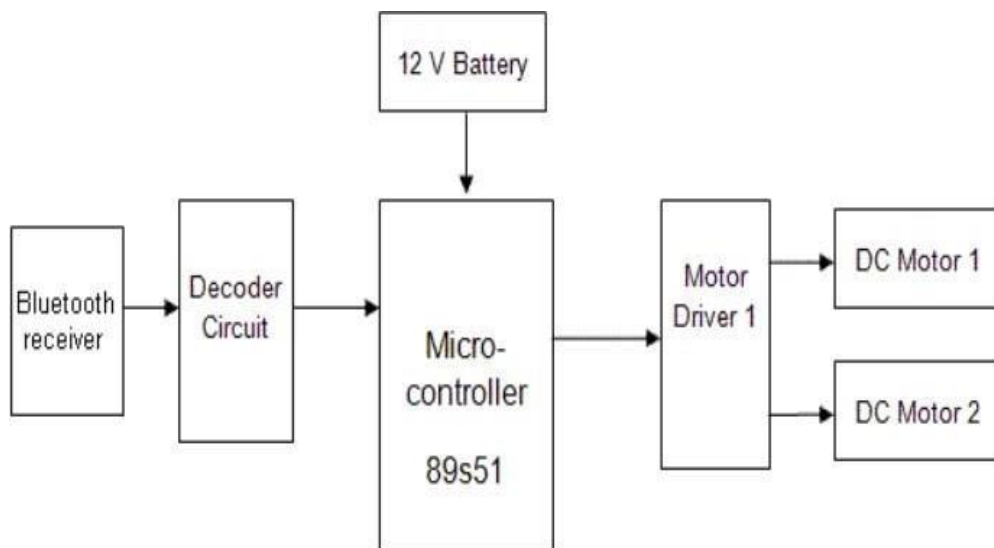 12 V Battery
Bluetooth
receiver
Decoder
Circuit
Micro-
controller
89s51
Motor
Driver 1
DC Motor 1
DC Motor 2